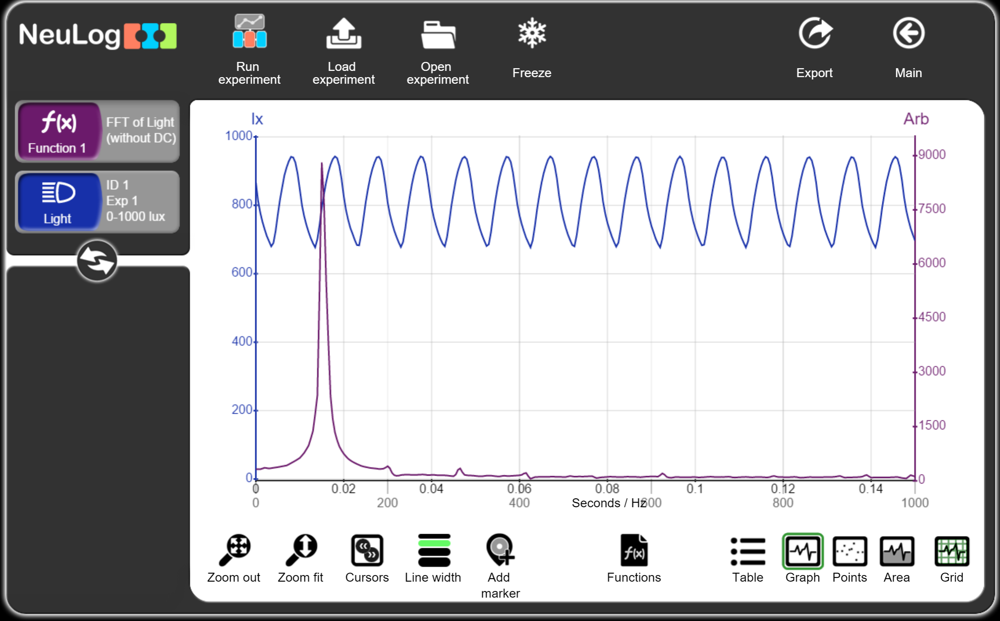 NeuLog
Run
experiment
Load
experiment
Open
experiment
Freeze
Export
Main
f(x)
Function 1
FFT of Light
(without DC)
Light
ID 1
Exp 1
0-1000 lux
lx
Arb
1000
800
600
400
200
0
9000
7500
6000
4500
3000
1500
0
0 0.02 0.04 0.06 0.08 0.1 0.12 0.14
0 200 400 600 800 1000
Seconds / Hz
f(x)
Zoom out
Zoom fit
Cursors
Line width
Add
marker
Functions
Table
Graph
Points
Area
Grid